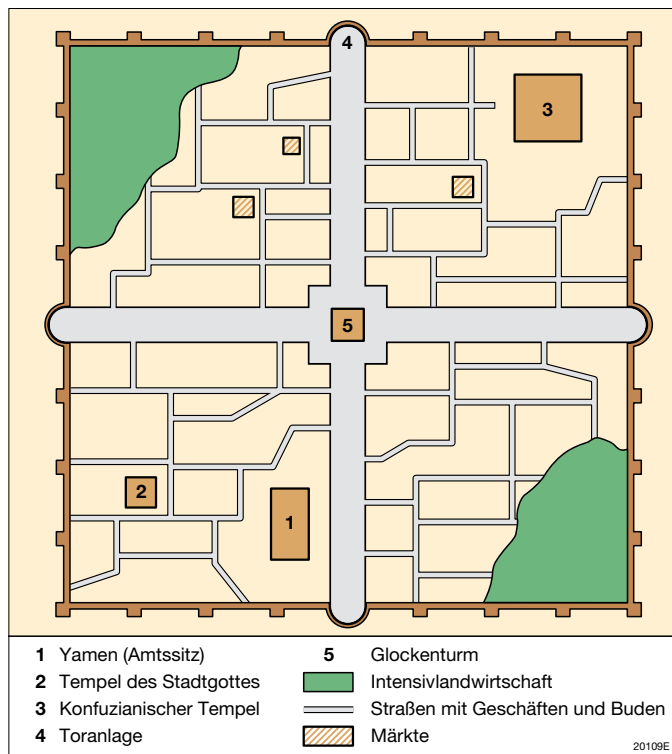 4
3
5
2
1
1 Yamen (Amtssitz)
2 Tempel des Stadtgottes
3 Konfuzianischer Tempel
4 Toranlage
5 Glockenturm
Intensivlandwirtschaft
Straßen mit Geschäften und Buden
Märkte
20109E